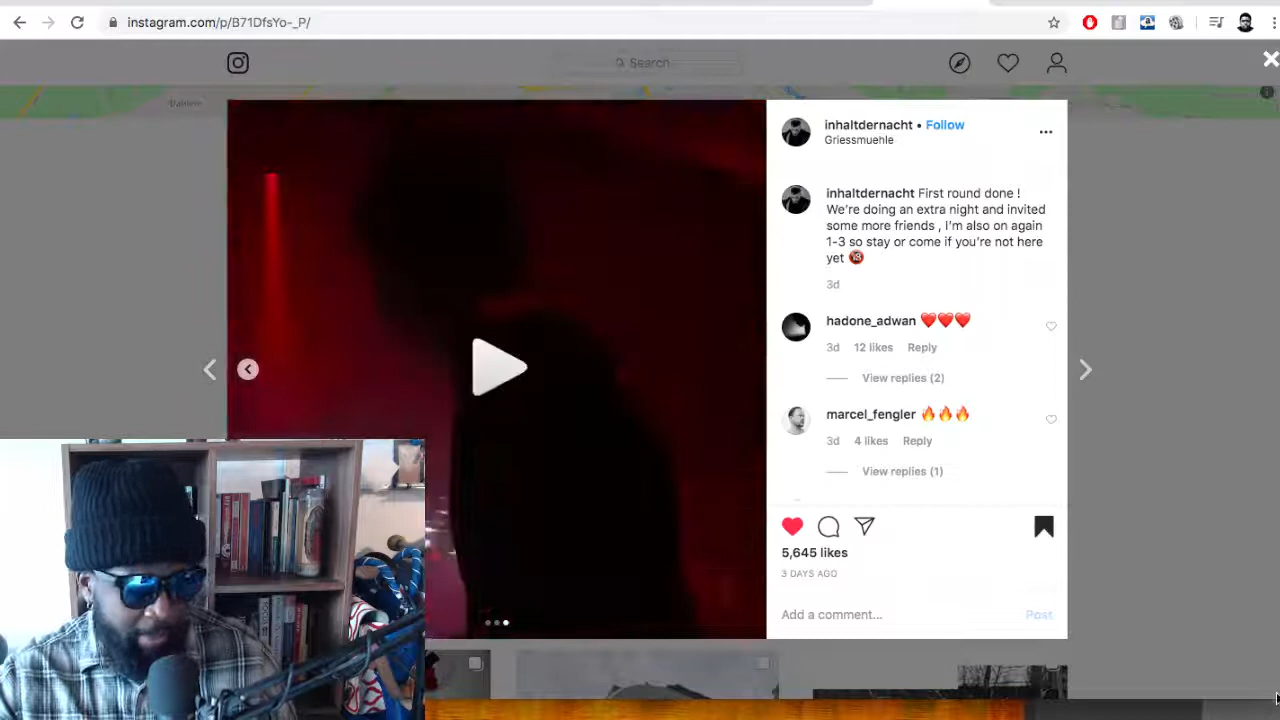 instagram.com/p/B71DfsYo-_P/
Search
inhaltdernacht • Follow
Griessmuehle
inhaltdernacht First round done !
We're doing an extra night and invited
some more friends , I'm also on again
1-3 so stay or come if you're not here
yet 🔞
3d
hadone_adwan ❤️❤️❤️
3d 12 likes Reply
View replies (2)
marcel_fengler 🔥🔥🔥
3d 4 likes Reply
View replies (1)
5,645 likes
3 DAYS AGO
Add a comment... Post